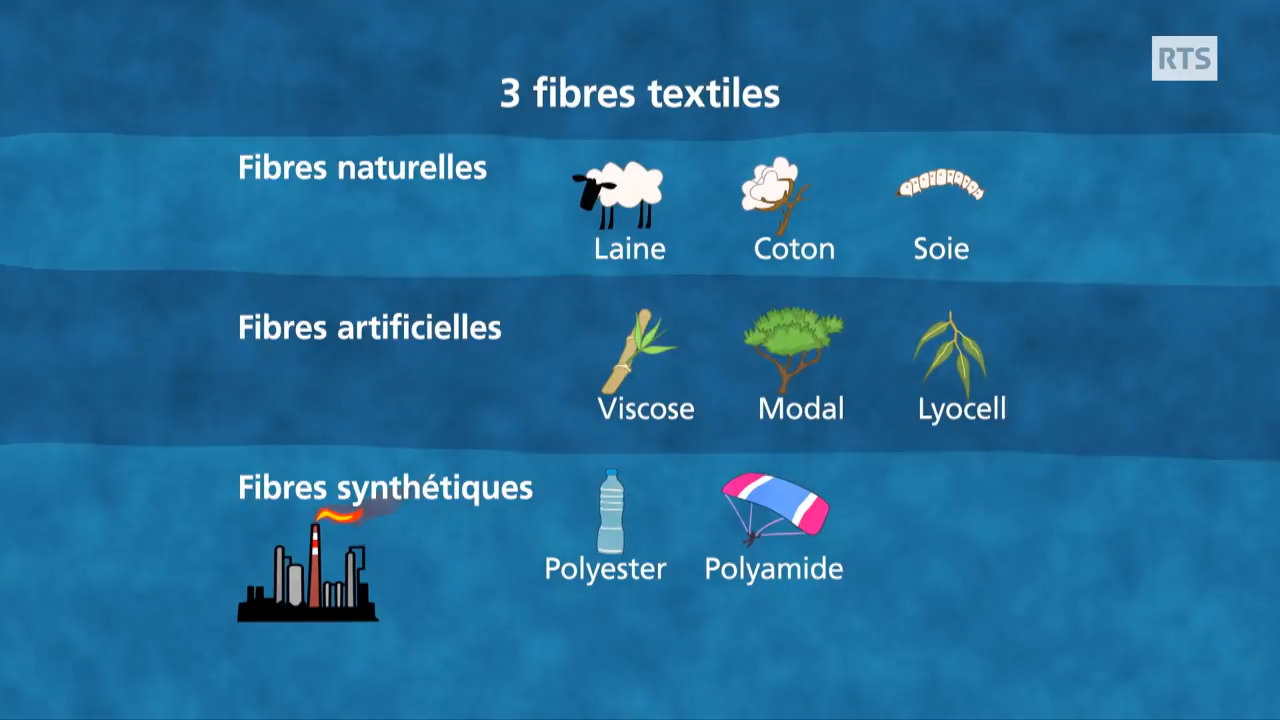 RTS
3 fibres textiles
Fibres naturelles
Laine Coton Soie
Fibres artificielles
Viscose Modal Lyocell
Fibres synthétiques
Polyester Polyamide